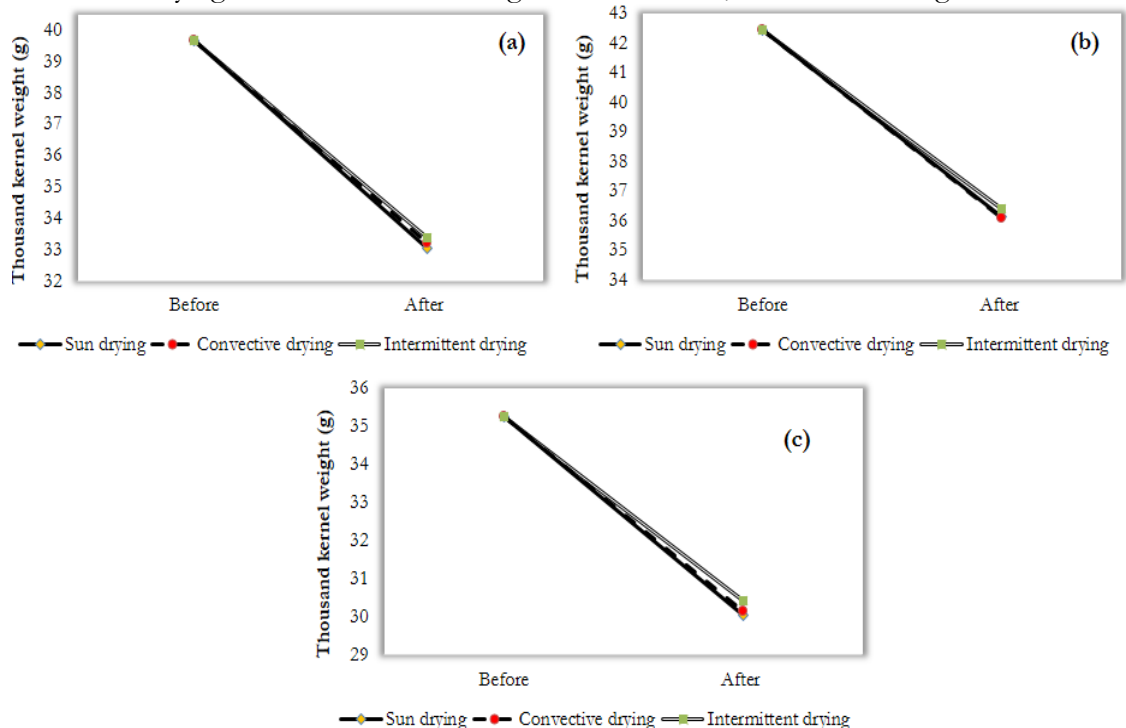 Thousand kernel weight (g)
40
39
38
37
36
35
34
33
32
(a)
Before After
Sun drying Convective drying Intermittent drying
Thousand kernel weight (g)
43
42
41
40
39
38
37
36
35
34
(b)
Before After
Sun drying Convective drying Intermittent drying
Thousand kernel weight (g)
36
35
34
33
32
31
30
29
(c)
Before After
Sun drying Convective drying Intermittent drying